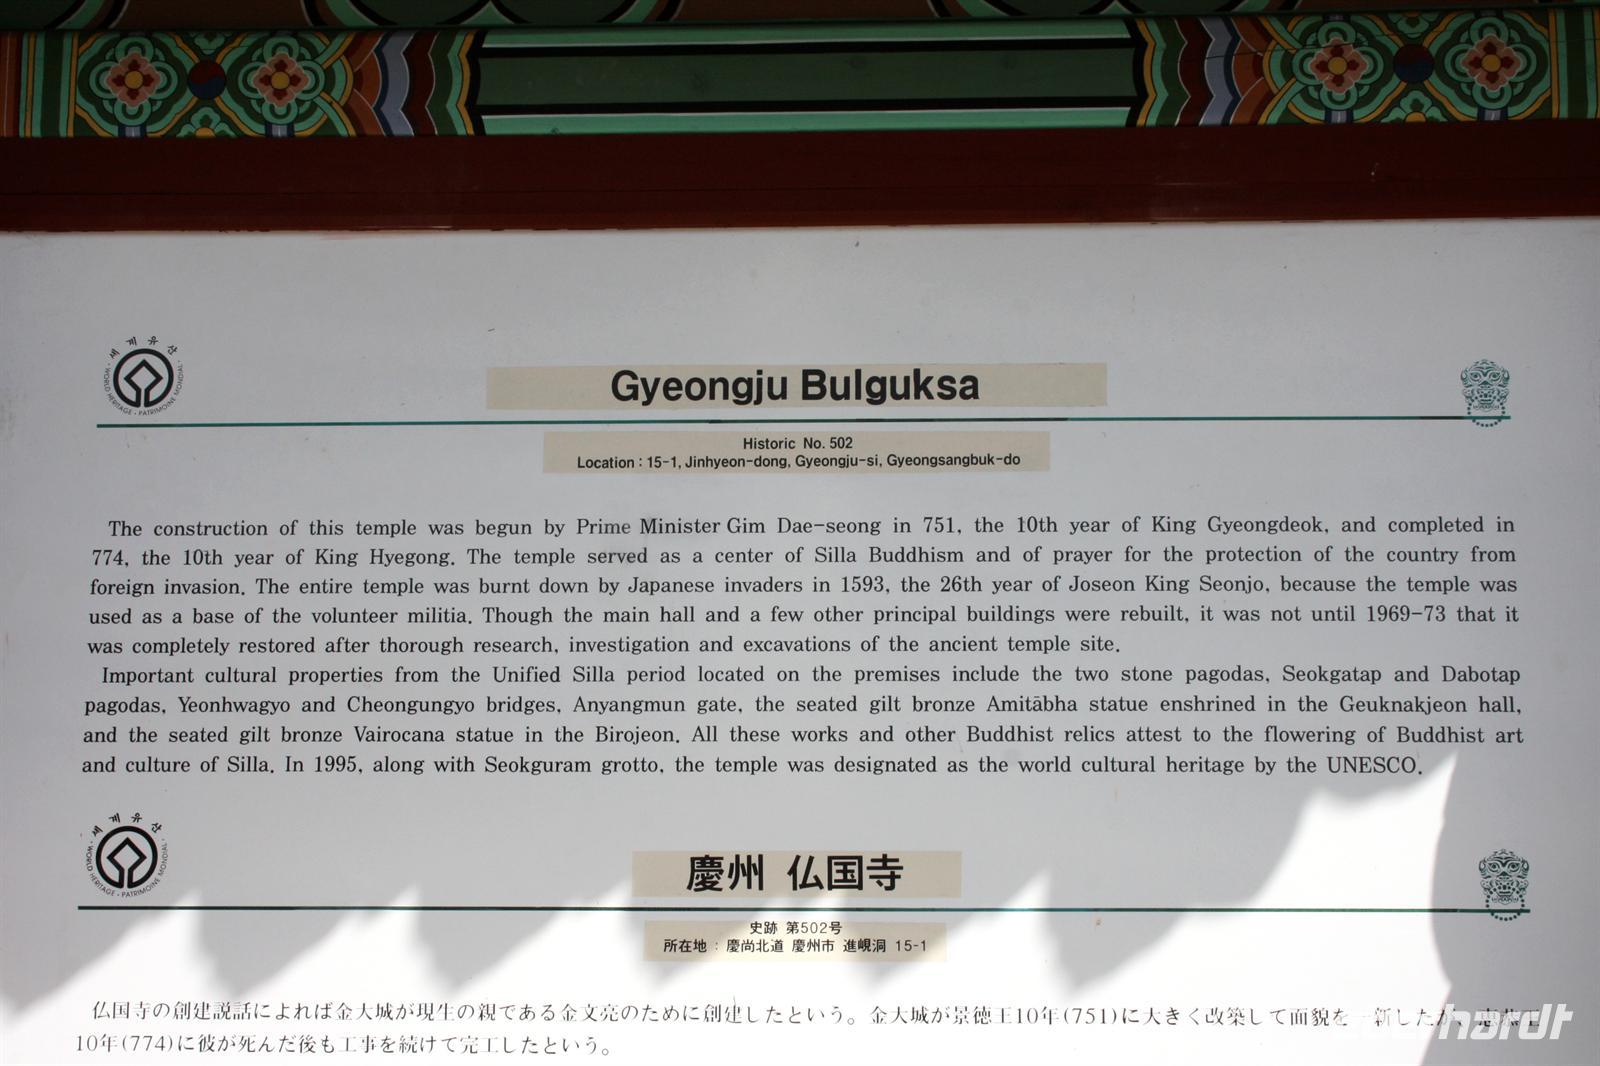 세계유산
WORLD HERITAGE · PATRIMOINE MONDIAL
Gyeongju Bulguksa
Historic No. 502
Location : 15-1, Jinhyeon-dong, Gyeongju-si, Gyeongsangbuk-do
The construction of this temple was begun by Prime Minister Gim Dae-seong in 751, the 10th year of King Gyeongdeok, and completed in
774, the 10th year of King Hyegong. The temple served as a center of Silla Buddhism and of prayer for the protection of the country from
foreign invasion. The entire temple was burnt down by Japanese invaders in 1593, the 26th year of Joseon King Seonjo, because the temple was
used as a base of the volunteer militia. Though the main hall and a few other principal buildings were rebuilt, it was not until 1969-73 that it
was completely restored after thorough research, investigation and excavations of the ancient temple site.
Important cultural properties from the Unified Silla period located on the premises include the two stone pagodas, Seokgatap and Dabotap
pagodas, Yeonhwagyo and Cheongungyo bridges, Anyangmun gate, the seated gilt bronze Amitābha statue enshrined in the Geuknakjeon hall,
and the seated gilt bronze Vairocana statue in the Birojeon. All these works and other Buddhist relics attest to the flowering of Buddhist art
and culture of Silla. In 1995, along with Seokguram grotto, the temple was designated as the world cultural heritage by the UNESCO.
세계유산
WORLD HERITAGE · PATRIMOINE MONDIAL
慶州 仏国寺
史跡 第502号
所在地 : 慶尚北道 慶州市 進峴洞 15-1
仏国寺の創建説話によれば金大城が現生の親である金文亮のために創建したという。金大城が景徳王10年(751)に大きく改築して面貌を一新したが、
10年(774)に彼が死んだ後も工事を続けて完工したという。